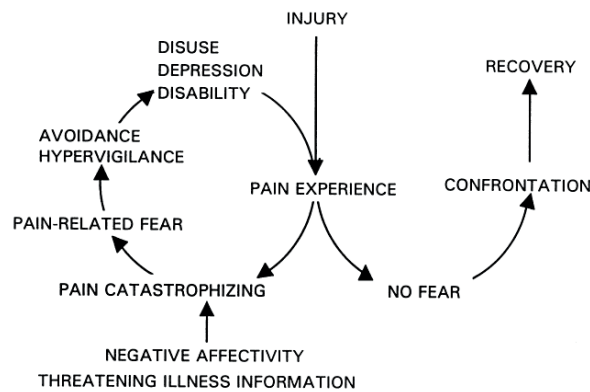 INJURY
DISUSE
DEPRESSION
DISABILITY
RECOVERY
AVOIDANCE
HYPERVIGILANCE
PAIN EXPERIENCE
CONFRONTATION
PAIN-RELATED FEAR
PAIN CATASTROPHIZING
NO FEAR
NEGATIVE AFFECTIVITY
THREATENING ILLNESS INFORMATION